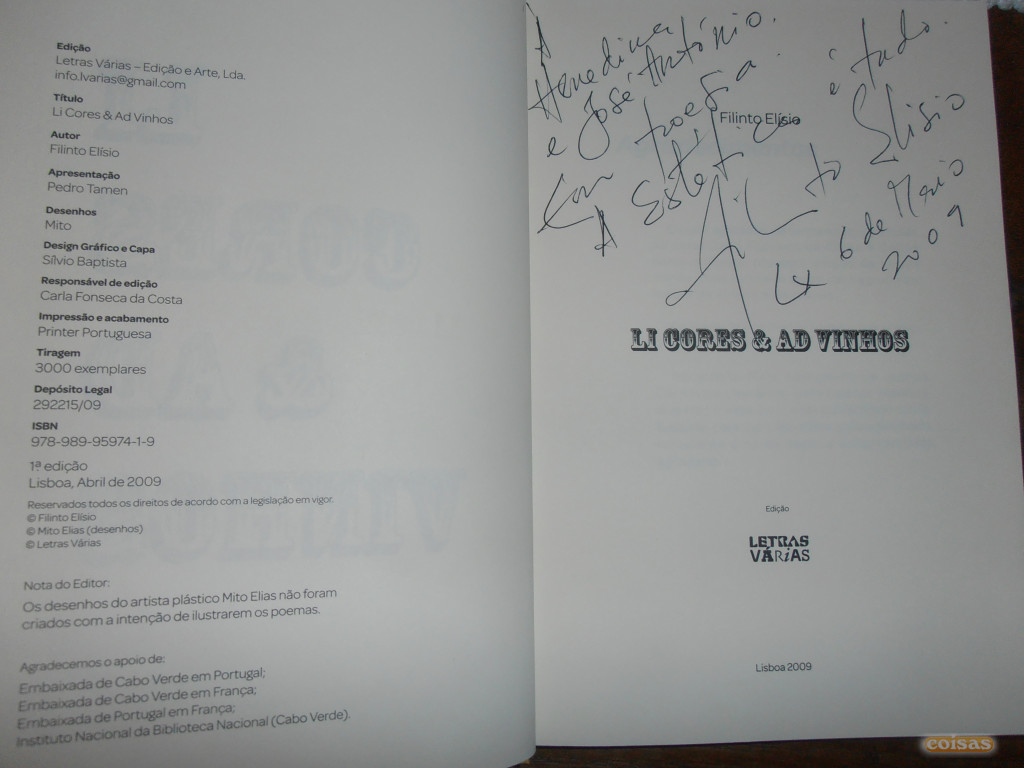 Edição
Letras Várias – Edição e Arte, Lda.
info.lvarias@gmail.com
Título
Li Cores & Ad Vinhos
Autor
Filinto Elísio
Apresentação
Pedro Tamen
Desenhos
Mito
Design Gráfico e Capa
Sílvio Baptista
Responsável de edição
Carla Fonseca da Costa
Impressão e acabamento
Printer Portuguesa
Tiragem
3000 exemplares
Depósito Legal
292215/09
ISBN
978-989-95974-1-9
1ª edição
Lisboa, Abril de 2009
Reservados todos os direitos de acordo com a legislação em vigor.
© Filinto Elísio
© Mito Elias (desenhos)
© Letras Várias
Nota do Editor:
Os desenhos do artista plástico Mito Elias não foram
criados com a intenção de ilustrarem os poemas.
Agradecemos o apoio de:
Embaixada de Cabo Verde em Portugal;
Embaixada de Cabo Verde em França;
Embaixada de Portugal em França;
Instituto Nacional da Biblioteca Nacional (Cabo Verde).
A
e José António.
A Estética é tudo.
Elísio
6 de Maio
2009
Filinto Elísio
LI CORES & AD VINHOS
Edição
LETRAS
VÁRIAS
Lisboa 2009
coisas